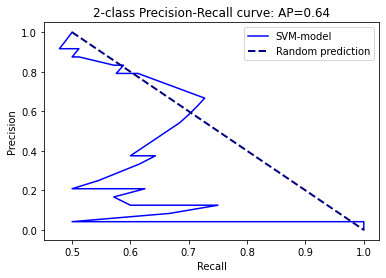 2-class Precision-Recall curve: AP=0.64
SVM-model
Random prediction
Precision
1.0
0.8
0.6
0.4
0.2
0.0
0.5
0.6
0.7
0.8
0.9
1.0
Recall